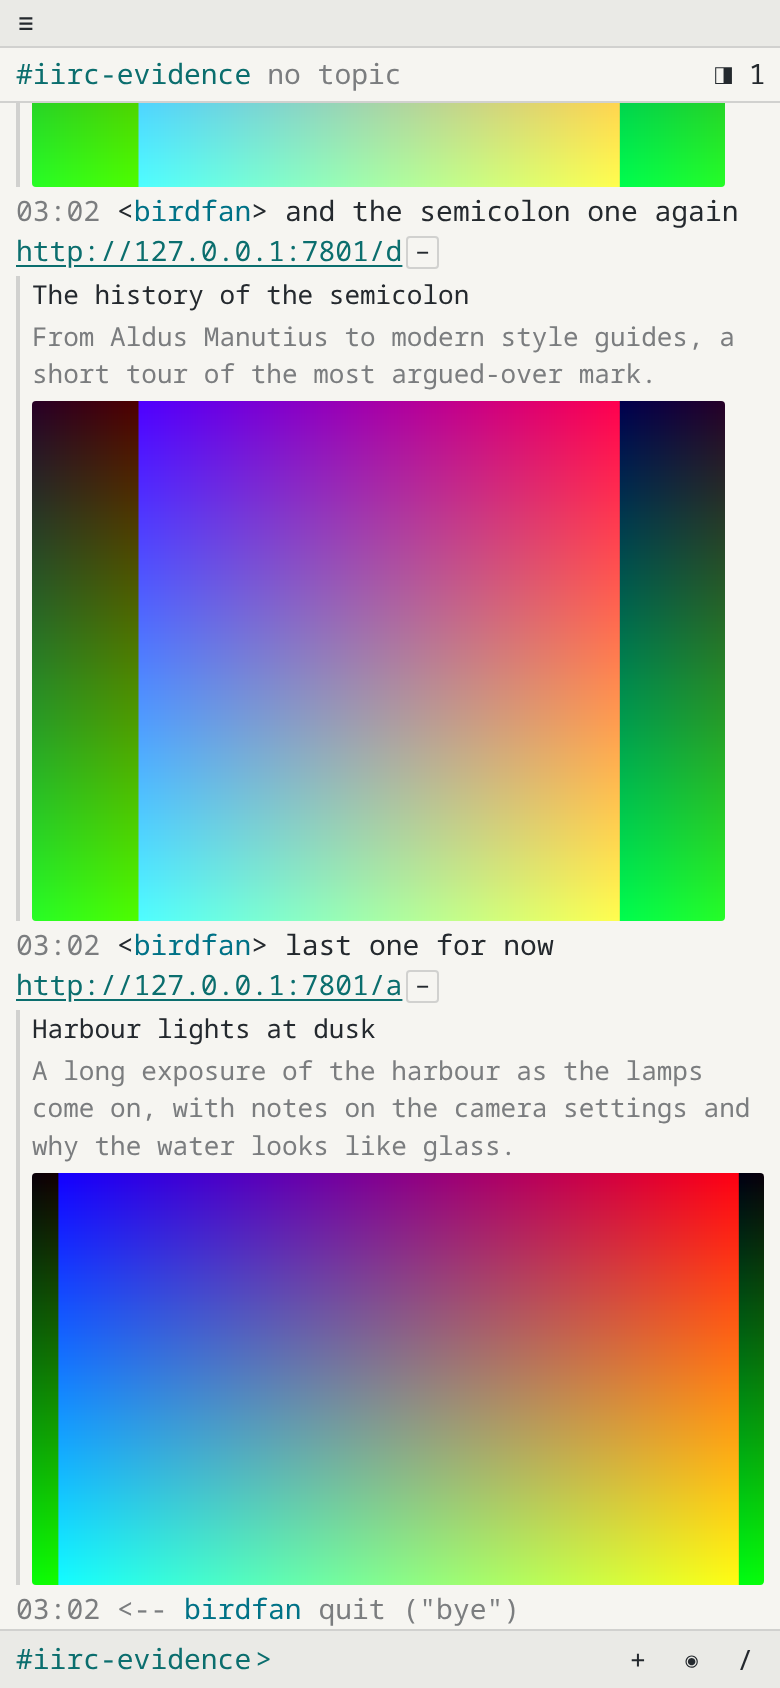 ≡
#iirc-evidence no topic ◨ 1
03:02 <birdfan> and the semicolon one again
http://127.0.0.1:7801/d −
The history of the semicolon
From Aldus Manutius to modern style guides, a
short tour of the most argued-over mark.
03:02 <birdfan> last one for now
http://127.0.0.1:7801/a −
Harbour lights at dusk
A long exposure of the harbour as the lamps
come on, with notes on the camera settings and
why the water looks like glass.
03:02 <-- birdfan quit ("bye")
#iirc-evidence> + ◉ /